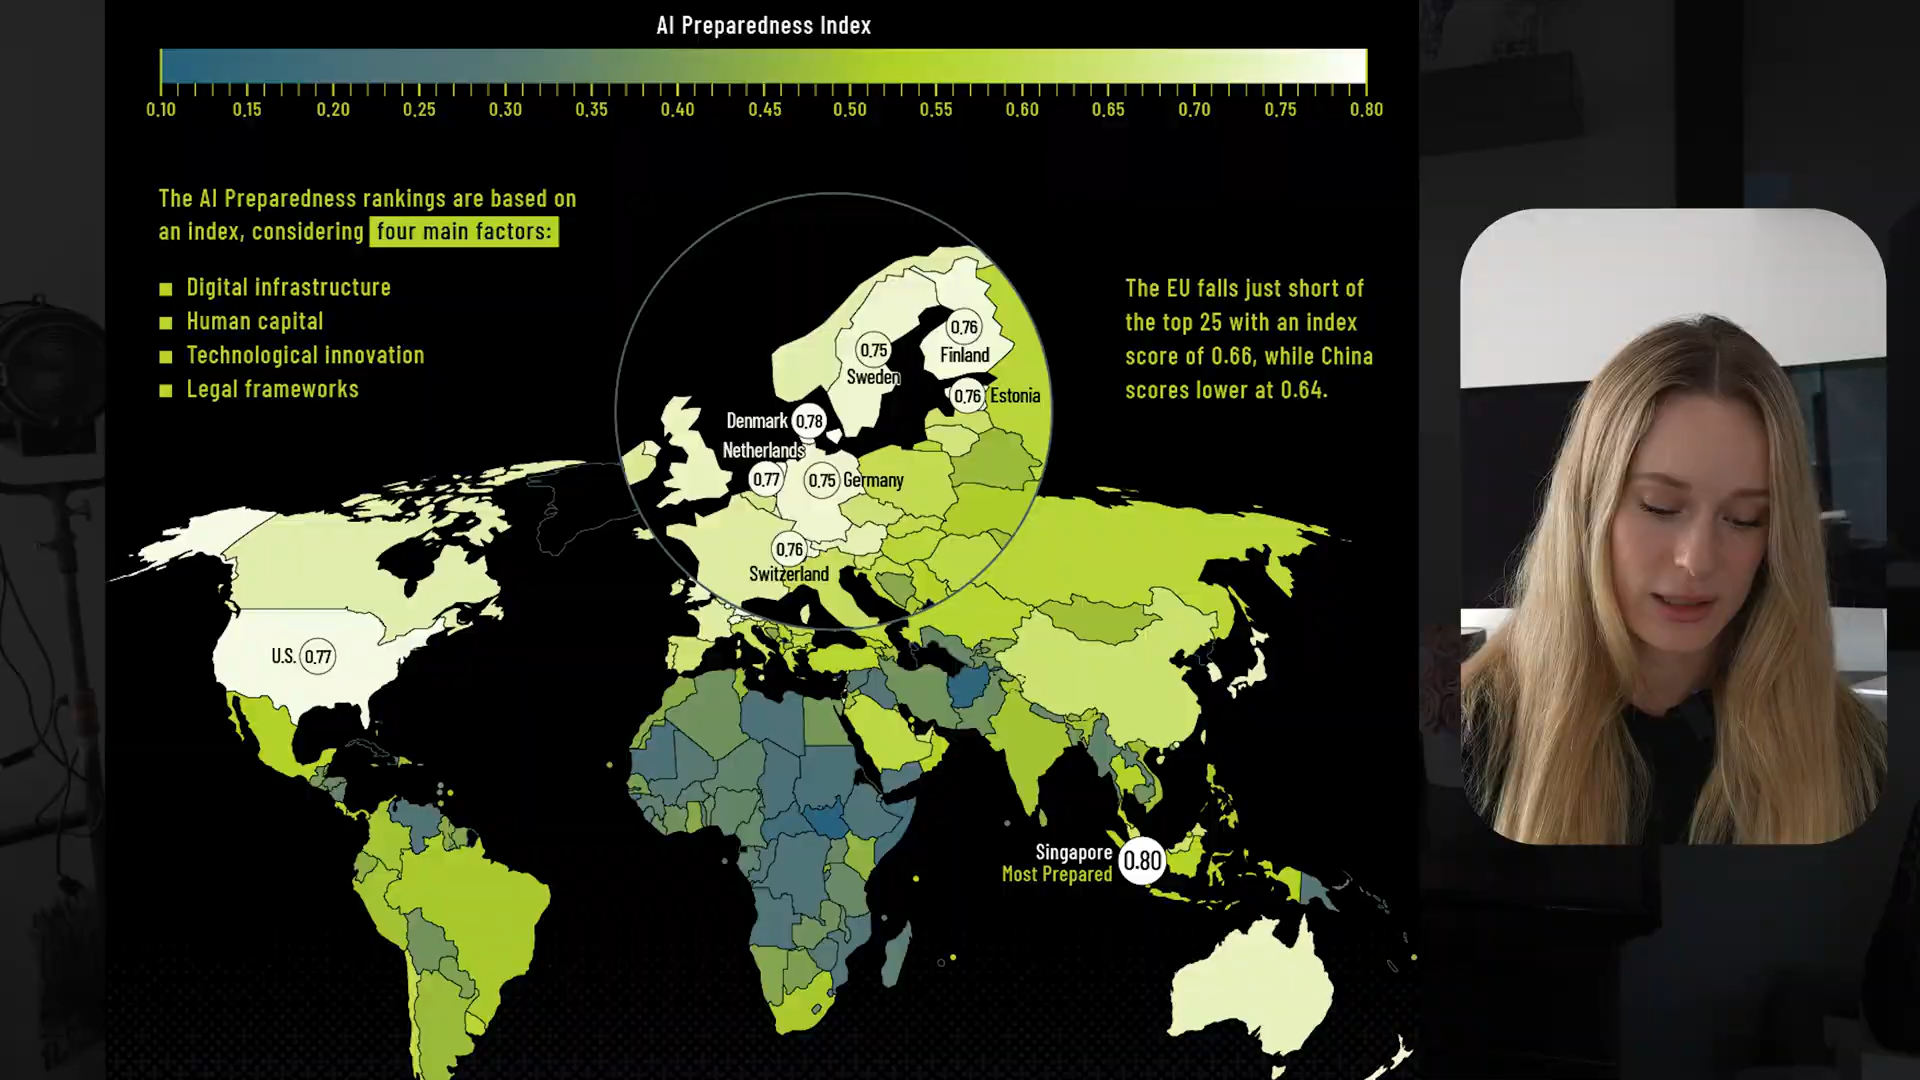 AI Preparedness Index
0.10 0.15 0.20 0.25 0.30 0.35 0.40 0.45 0.50 0.55 0.60 0.65 0.70 0.75 0.80
The AI Preparedness rankings are based on
an index, considering four main factors:
Digital infrastructure
Human capital
Technological innovation
Legal frameworks
The EU falls just short of
the top 25 with an index
score of 0.66, while China
scores lower at 0.64.
0.76
Finland
0.75
Sweden
0.76 Estonia
Denmark 0.78
Netherlands
0.77
0.75 Germany
0.76
Switzerland
U.S. 0.77
Singapore
Most Prepared
0.80